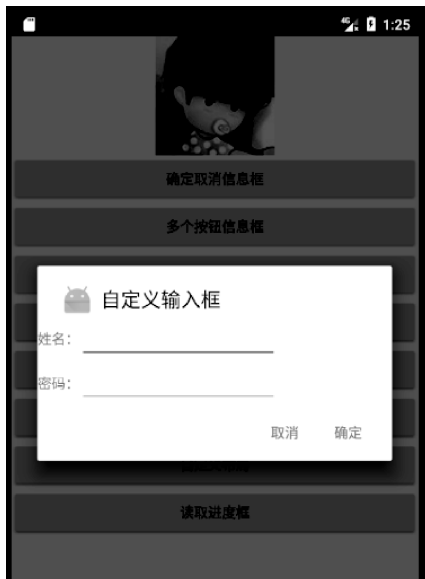 4G 1:25
确定取消信息框
多个按钮信息框
自定义输入框
姓名：
密码：
取消 确定
读取进度框